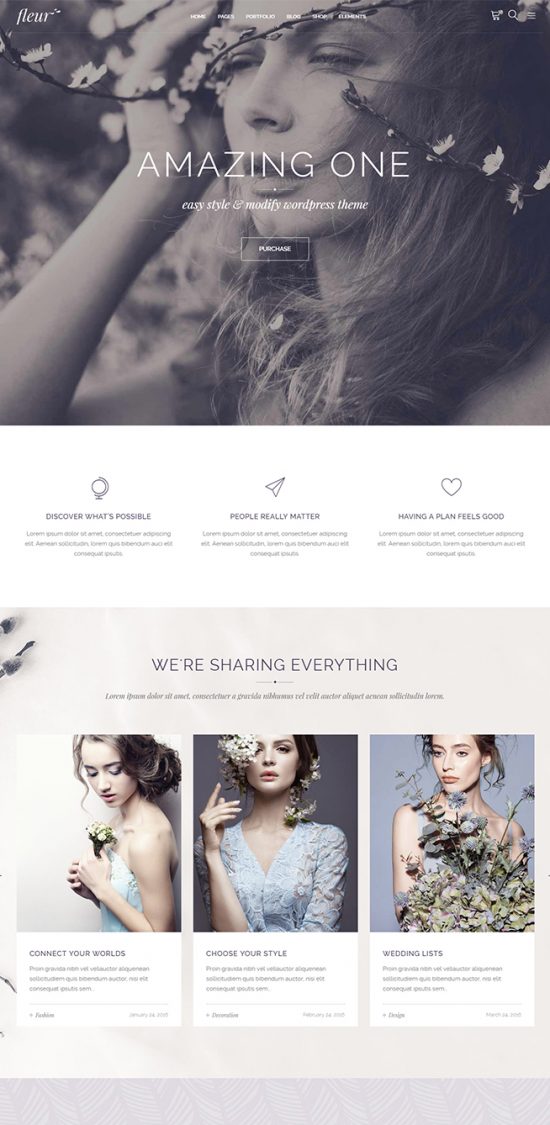 fleur
HOME PAGES PORTFOLIO BLOG SHOP ELEMENTS
AMAZING ONE
easy style & modify wordpress theme
PURCHASE
DISCOVER WHAT'S POSSIBLE
Lorem ipsum dolor sit amet, consectetuer adipiscing
elit. Aenean sollicitudin, lorem quis bibendum auci elit
consequat ipsutis.
PEOPLE REALLY MATTER
Lorem ipsum dolor sit amet, consectetuer adipiscing
elit. Aenean sollicitudin, lorem quis bibendum auci elit
consequat ipsutis.
HAVING A PLAN FEELS GOOD
Lorem ipsum dolor sit amet, consectetuer adipiscing
elit. Aenean sollicitudin, lorem quis bibendum auci elit
consequat ipsutis.
WE'RE SHARING EVERYTHING
Lorem ipsum dolor sit amet, consectetuer a gravida nibhumus vel velit auctor aliquet aenean sollicitudin lorem.
CONNECT YOUR WORLDS
Proin gravida nibh vel veliauctor aliquenean
sollicitudiem quis bibendum auctor, nisi elit
consequat ipsutis sem..
Fashion January 24, 2016
CHOOSE YOUR STYLE
Proin gravida nibh vel veliauctor aliquenean
sollicitudiem quis bibendum auctor, nisi elit
consequat ipsutis sem..
Decoration February 24, 2016
WEDDING LISTS
Proin gravida nibh vel veliauctor aliquenean
sollicitudiem quis bibendum auctor, nisi elit
consequat ipsutis sem..
Design March 24, 2016